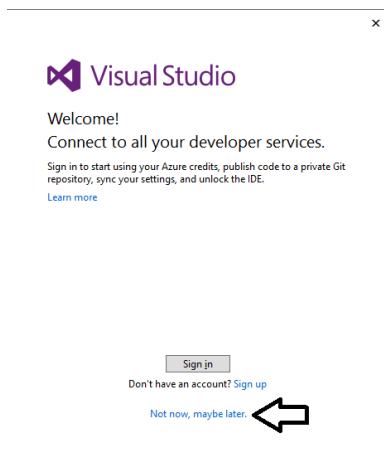 Visual Studio
Welcome!
Connect to all your developer services.
Sign in to start using your Azure credits, publish code to a private Git
repository, sync your settings, and unlock the IDE.
Learn more
Sign in
Don't have an account? Sign up
Not now, maybe later.